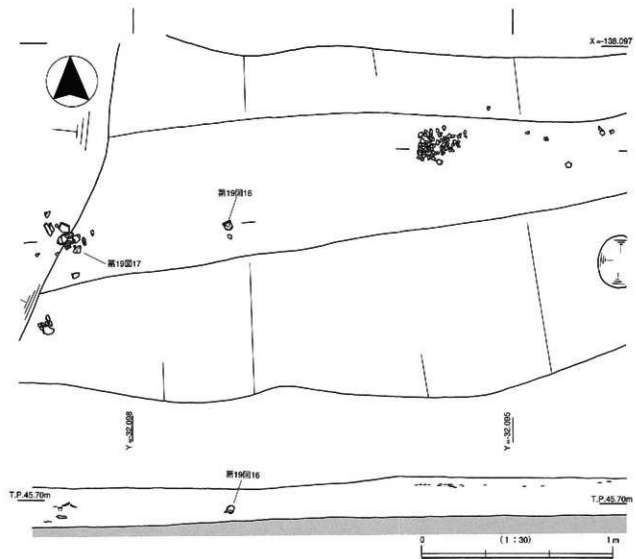 X=-138.097
第19図16
第19図17
Y=-32.098
Y=-32.095
第19図16
T.P.45.70m
T.P.45.70m
0 (1:30) 1m